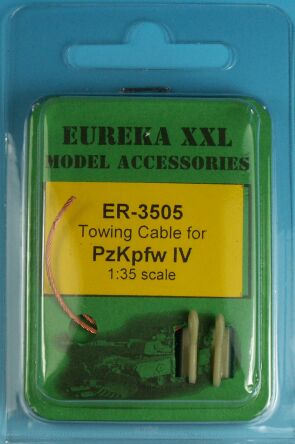 EUREKA XXL
MODEL ACCESSORIES
ER-3505
Towing Cable for
PzKpfw IV
1:35 scale